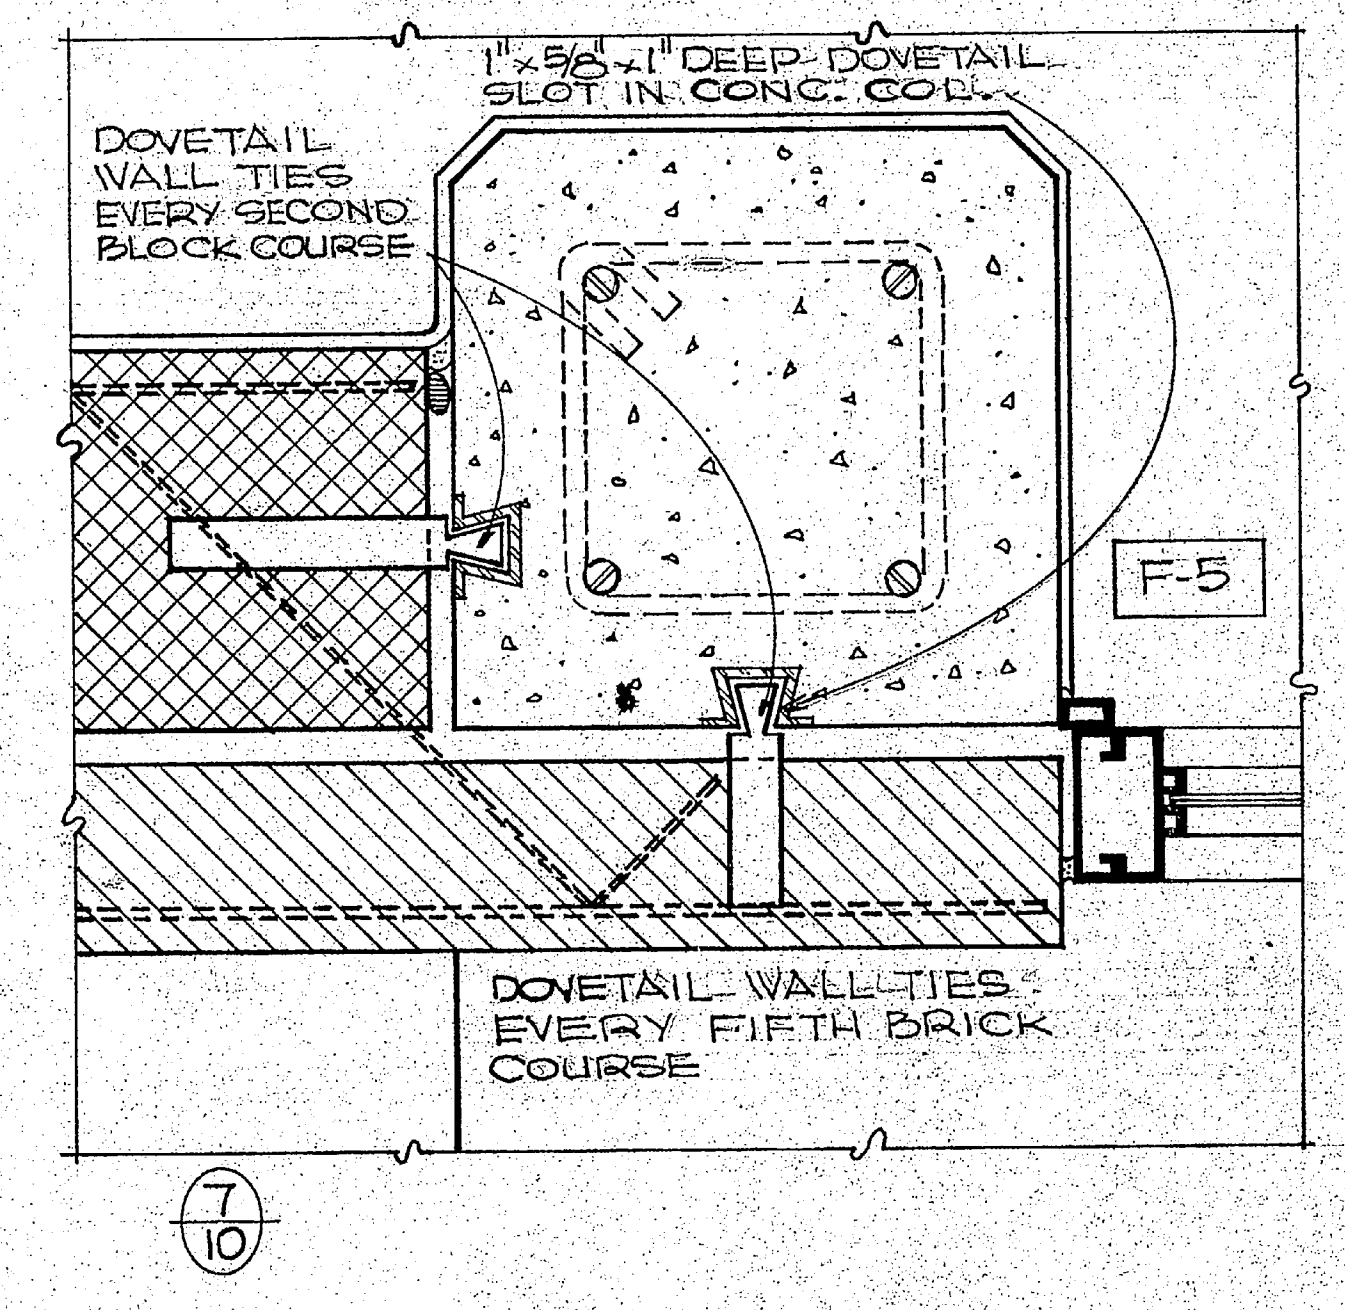 1" x 5/8" x 1" DEEP DOVETAIL
SLOT IN CONC. COL.
DOVETAIL
WALL TIES
EVERY SECOND
BLOCK COURSE
F-5
DOVETAIL WALL TIES
EVERY FIFTH BRICK
COURSE
7
10